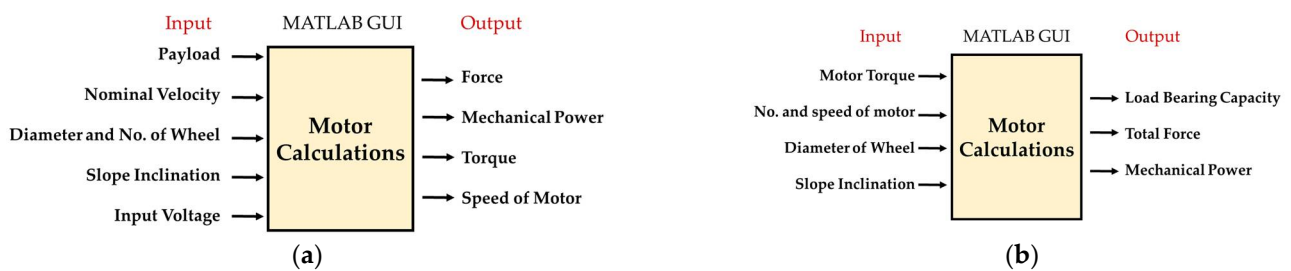 Input MATLAB GUI Output
Payload
Nominal Velocity
Diameter and No. of Wheel
Slope Inclination
Input Voltage
Motor
Calculations
Force
Mechanical Power
Torque
Speed of Motor
(a)
Input MATLAB GUI Output
Motor Torque
No. and speed of motor
Diameter of Wheel
Slope Inclination
Motor
Calculations
Load Bearing Capacity
Total Force
Mechanical Power
(b)